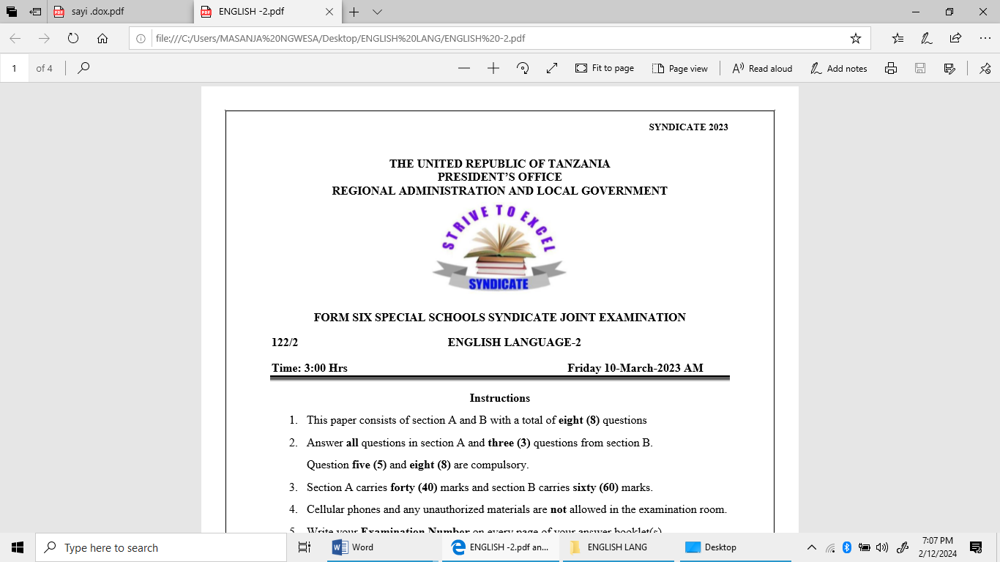 sayi .dox.pdf
ENGLISH -2.pdf
file:///C:/Users/MASANJA%20NGWESA/Desktop/ENGLISH%20LANG/ENGLISH%20-2.pdf
1 of 4
Fit to page
Page view
Read aloud
Add notes
SYNDICATE 2023
THE UNITED REPUBLIC OF TANZANIA
PRESIDENT’S OFFICE
REGIONAL ADMINISTRATION AND LOCAL GOVERNMENT
STRIVE TO EXCEL
SYNDICATE
FORM SIX SPECIAL SCHOOLS SYNDICATE JOINT EXAMINATION
122/2 ENGLISH LANGUAGE-2
Time: 3:00 Hrs Friday 10-March-2023 AM
Instructions
1. This paper consists of section A and B with a total of eight (8) questions
2. Answer all questions in section A and three (3) questions from section B.
Question five (5) and eight (8) are compulsory.
3. Section A carries forty (40) marks and section B carries sixty (60) marks.
4. Cellular phones and any unauthorized materials are not allowed in the examination room.
5. Write your Examination Number on every page of your answer booklet(s)
Type here to search
Word
ENGLISH -2.pdf an...
ENGLISH LANG
Desktop
7:07 PM
2/12/2024